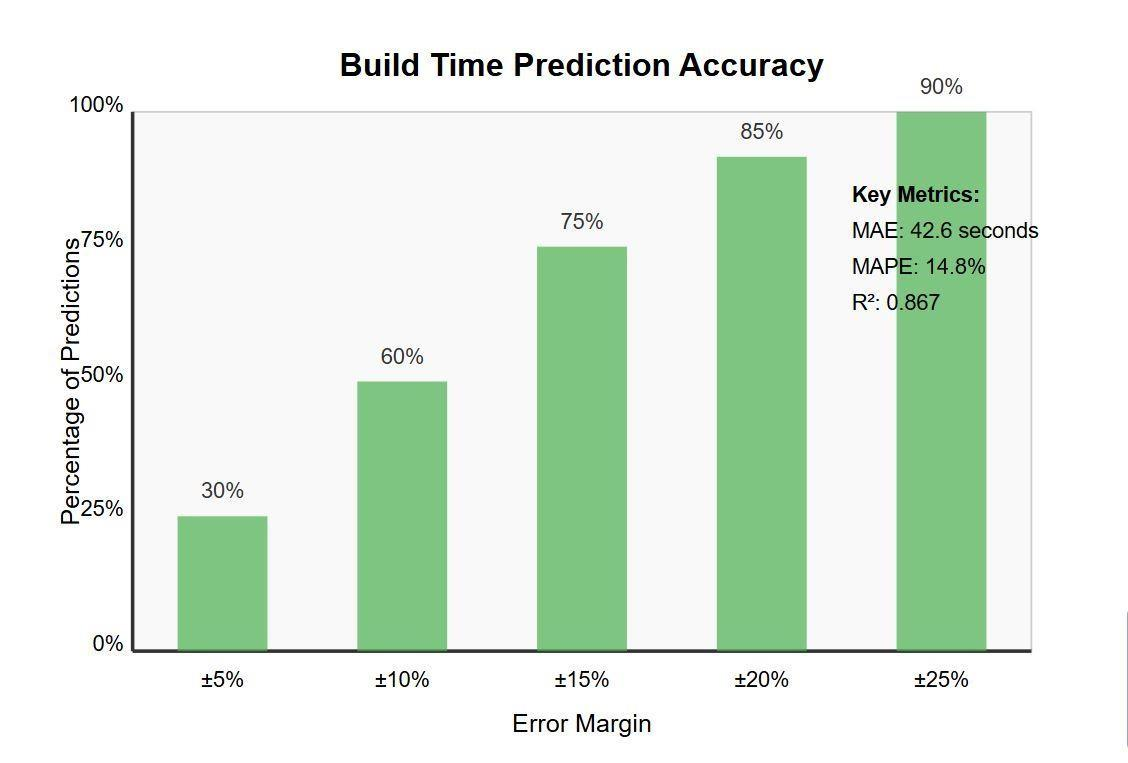 Build Time Prediction Accuracy
90%
100%
85%
Key Metrics:
75%
MAE: 42.6 seconds
75%
MAPE: 14.8%
R²: 0.867
60%
50%
Percentage of Predictions
30%
25%
0%
±5% ±10% ±15% ±20% ±25%
Error Margin